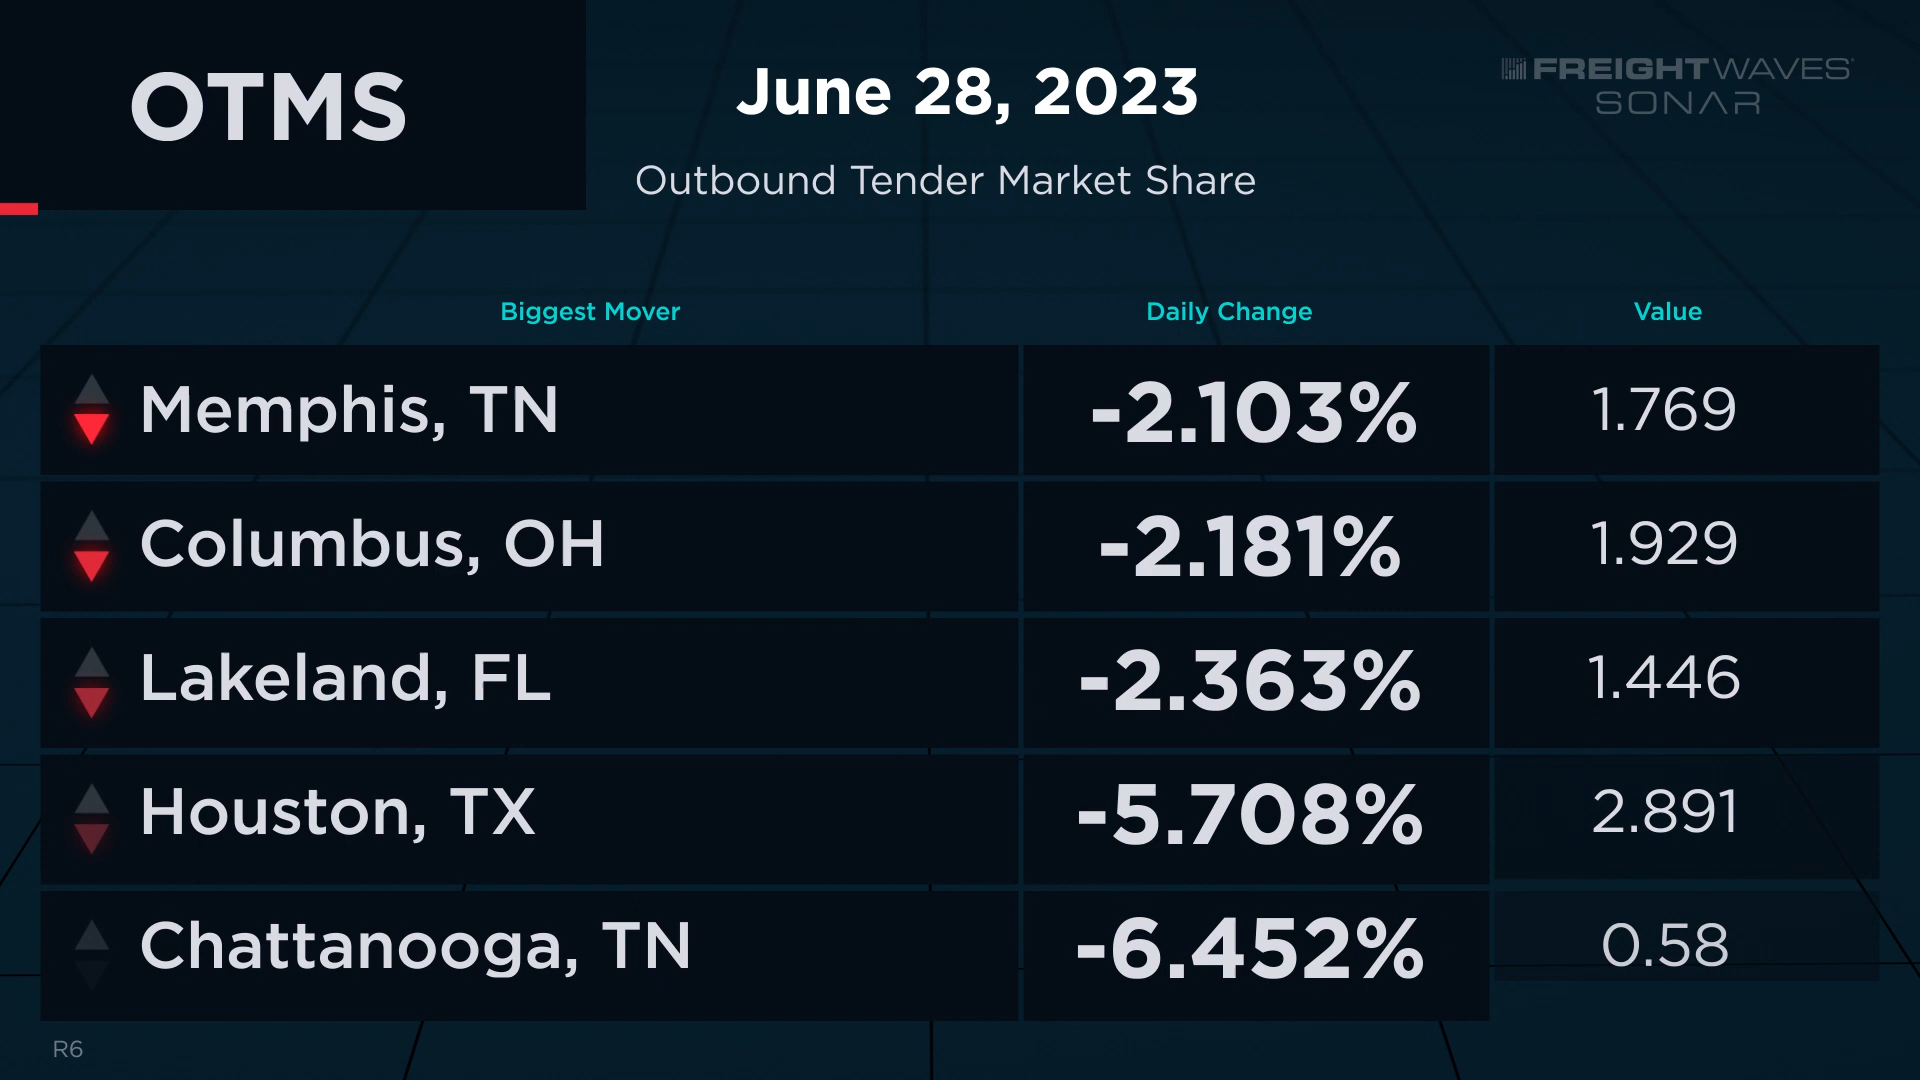 OTMS
June 28, 2023
Outbound Tender Market Share
FREIGHTWAVES
SONAR
Biggest Mover Daily Change Value
Memphis, TN -2.103% 1.769
Columbus, OH -2.181% 1.929
Lakeland, FL -2.363% 1.446
Houston, TX -5.708% 2.891
Chattanooga, TN -6.452% 0.58
R6